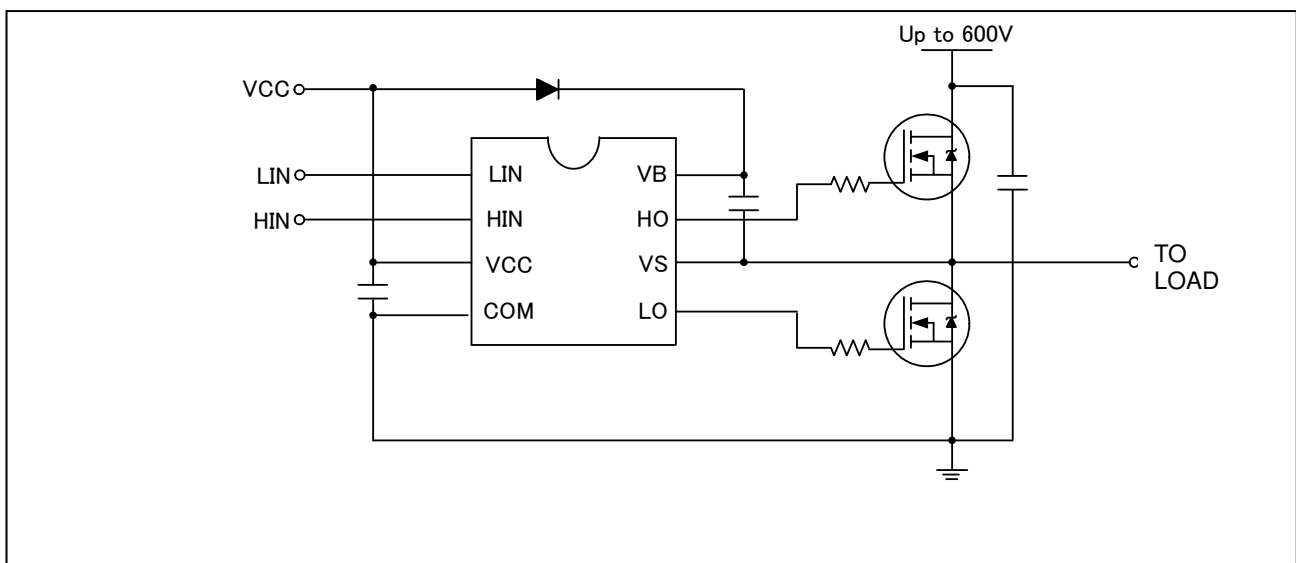 Up to 600V
VCC
LIN
HIN
LIN
HIN
VCC
COM
VB
HO
VS
LO
TO
LOAD